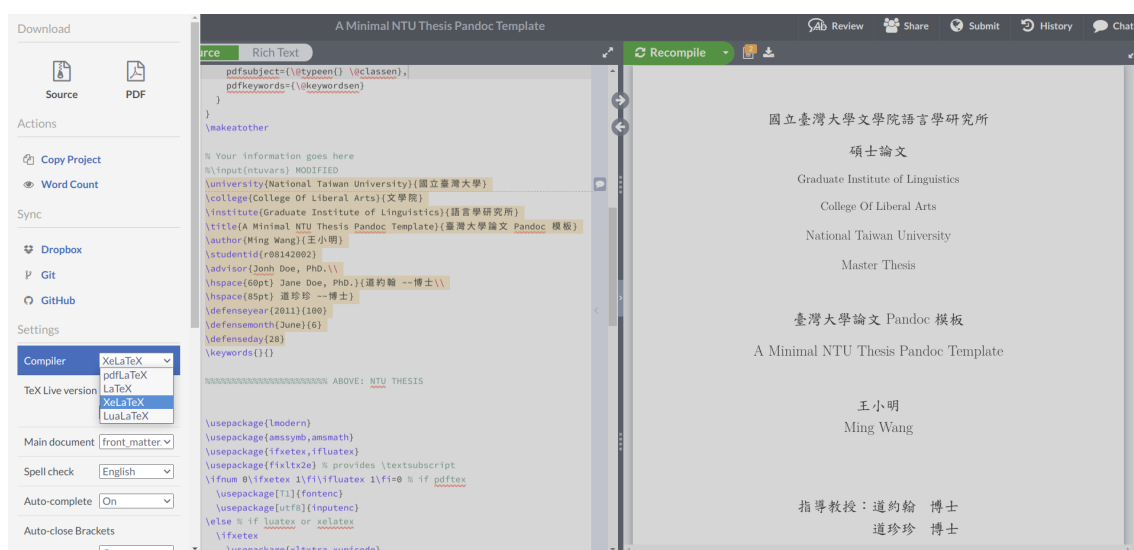 Download
Source
PDF
Actions
Copy Project
Word Count
Sync
Dropbox
Git
GitHub
Settings
Compiler
XeLaTeX
pdfLaTeX
LaTeX
XeLaTeX
LuaLaTeX
TeX Live version
Main document
front_matter.
Spell check
English
Auto-complete
On
Auto-close Brackets
A Minimal NTU Thesis Pandoc Template
Review
Share
Submit
History
Chat
urce
Rich Text
Recompile
2
pdfsubject={\@typeen{} \@classen},
pdfkeywords={\@keywordsen}
}
}
\makeatother
% Your information goes here
%\input{ntuvars} MODIFIED
\university{National Taiwan University}{國立臺灣大學}
\college{College Of Liberal Arts}{文學院}
\institute{Graduate Institute of Linguistics}{語言學研究所}
\title{A Minimal NTU Thesis Pandoc Template}{臺灣大學論文 Pandoc 模板}
\author{Ming Wang}{王小明}
\studentid{r08142002}
\advisor{Jonh Doe, PhD.\\
\hspace{60pt} Jane Doe, PhD.}{道約翰 ~~博士\\
\hspace{85pt} 道珍珍 ~~博士}
\defenseyear{2011}{100}
\defensemonth{June}{6}
\defenseday{28}
\keywords{}{}
%%%%%%%%%%%%%%%%%%%%%%% ABOVE: NTU THESIS
\usepackage{lmodern}
\usepackage{amssymb,amsmath}
\usepackage{ifxetex,ifluatex}
\usepackage{fixltx2e} % provides \textsubscript
\ifnum 0\ifxetex 1\fi\ifluatex 1\fi=0 % if pdftex
\usepackage[T1]{fontenc}
\usepackage[utf8]{inputenc}
\else % if luatex or xelatex
\ifxetex
\usepackage{xltxtra,xunicode}
國立臺灣大學文學院語言學研究所
碩士論文
Graduate Institute of Linguistics
College Of Liberal Arts
National Taiwan University
Master Thesis
臺灣大學論文 Pandoc 模板
A Minimal NTU Thesis Pandoc Template
王小明
Ming Wang
指導教授：道約翰 博士
道珍珍 博士